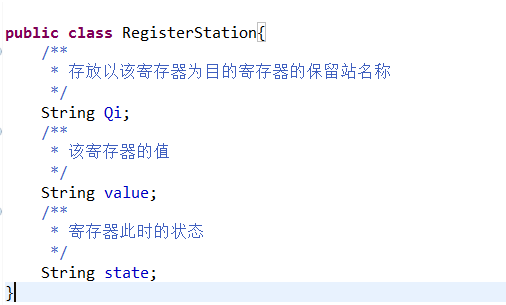 public class RegisterStation{
/**
* 存放以该寄存器为目的寄存器的保留站名称
*/
String Qi;
/**
* 该寄存器的值
*/
String value;
/**
* 寄存器此时的状态
*/
String state;
}